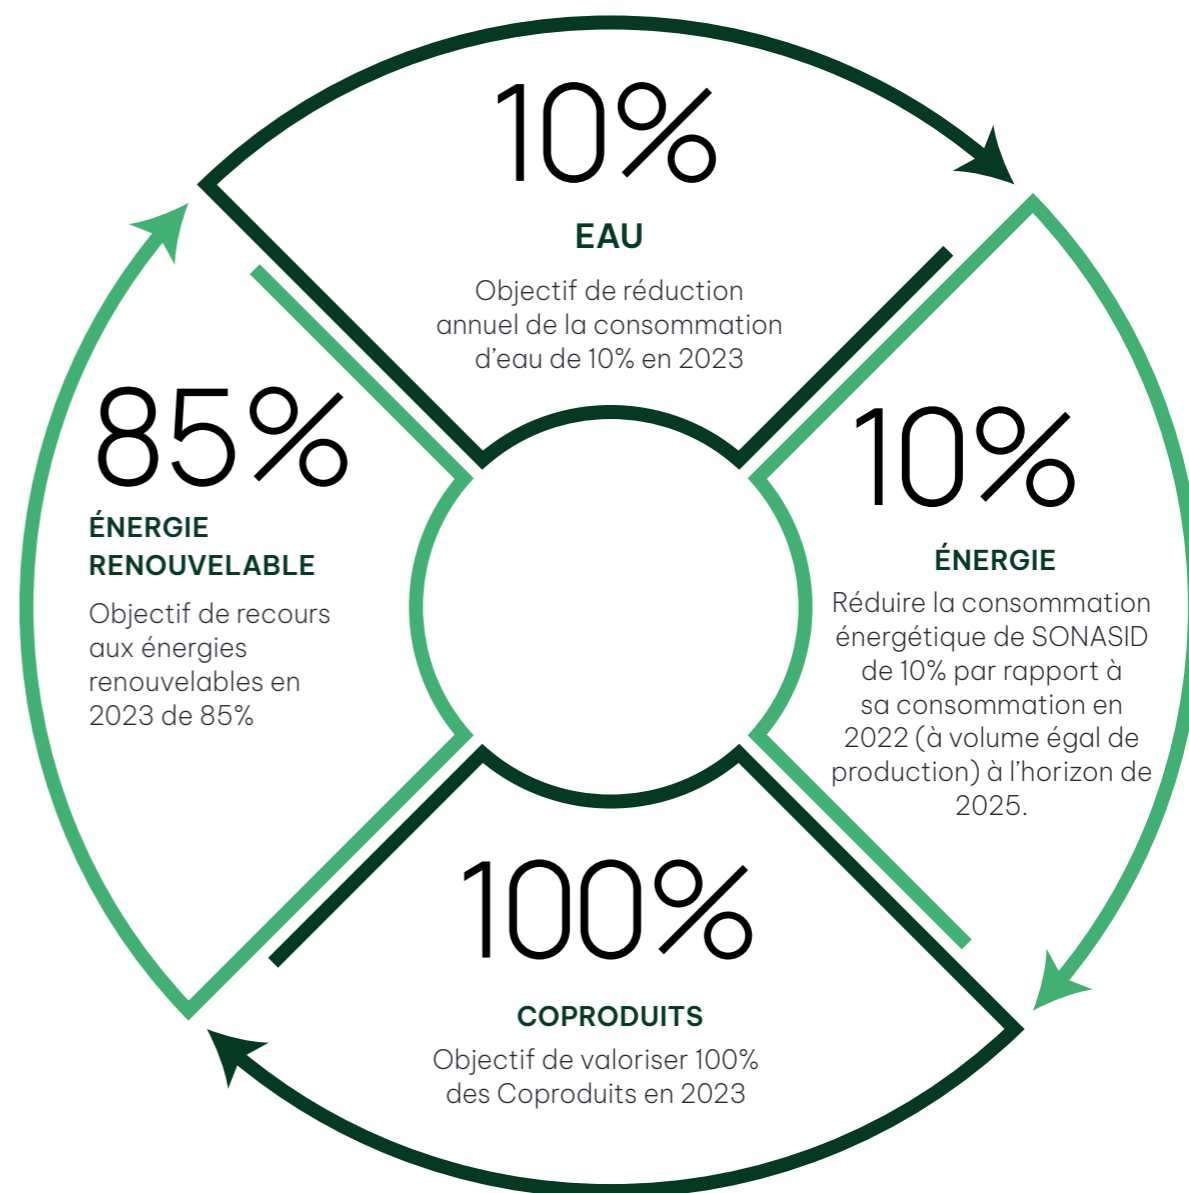 10%
EAU
Objectif de réduction
annuel de la consommation
d’eau de 10% en 2023
10%
ÉNERGIE
Réduire la consommation
énergétique de SONASID
de 10% par rapport à
sa consommation en
2022 (à volume égal de
production) à l’horizon de
2025.
100%
COPRODUITS
Objectif de valoriser 100%
des Coproduits en 2023
85%
ÉNERGIE
RENOUVELABLE
Objectif de recours
aux énergies
renouvelables en
2023 de 85%